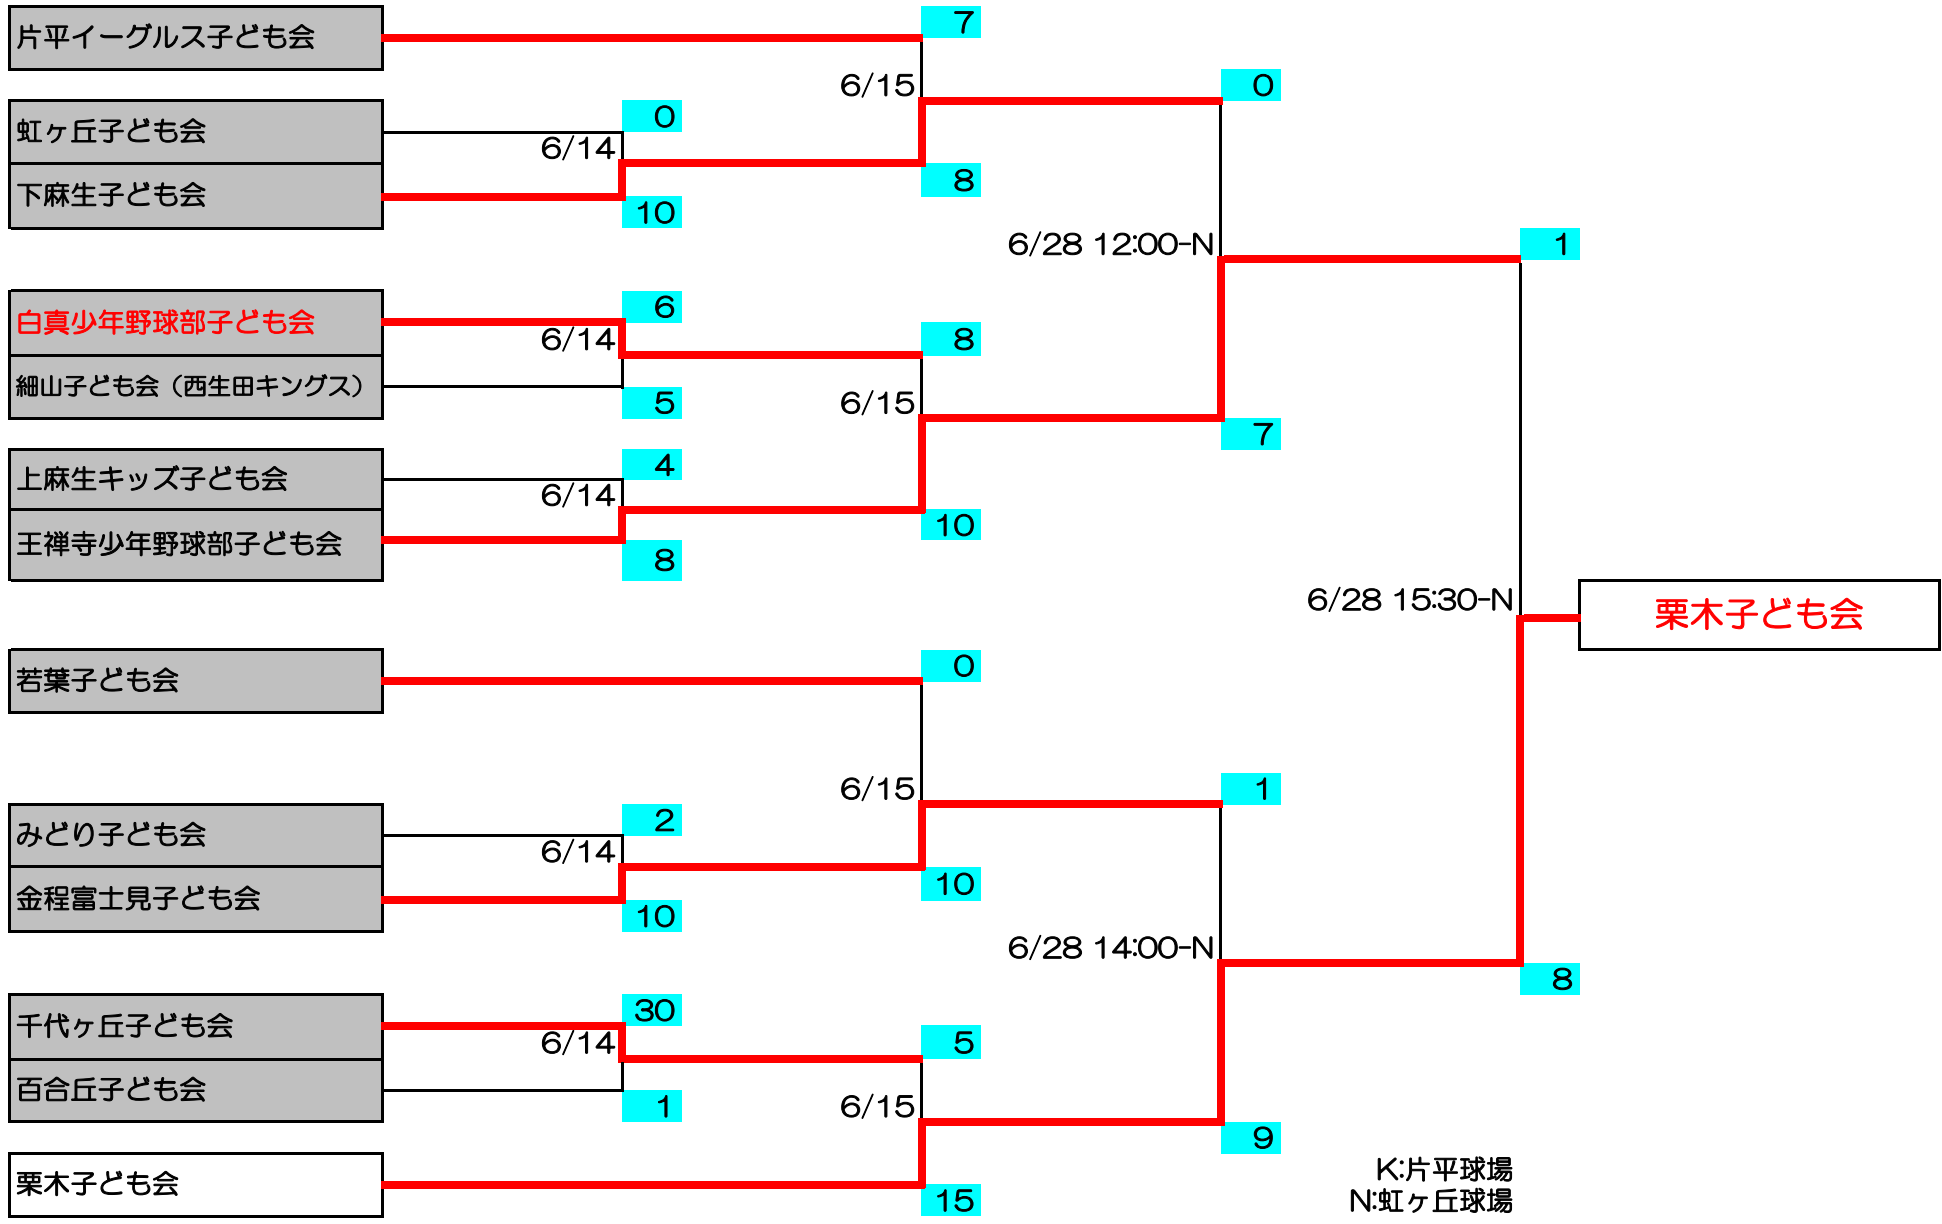 片平イーグルス子ども会
7
6/15
0
虹ヶ丘子ども会
0
6/14
下麻生子ども会
10
8
6/28 12:00-N
1
白真少年野球部子ども会
6
6/14
8
細山子ども会（西生田キングス）
5
6/15
7
上麻生キッズ子ども会
4
6/14
王禅寺少年野球部子ども会
8
10
6/28 15:30-N
栗木子ども会
若葉子ども会
0
6/15
1
みどり子ども会
2
6/14
金程富士見子ども会
10
10
6/28 14:00-N
8
千代ヶ丘子ども会
30
6/14
5
百合丘子ども会
1
6/15
9
栗木子ども会
15
K:片平球場
N:虹ヶ丘球場